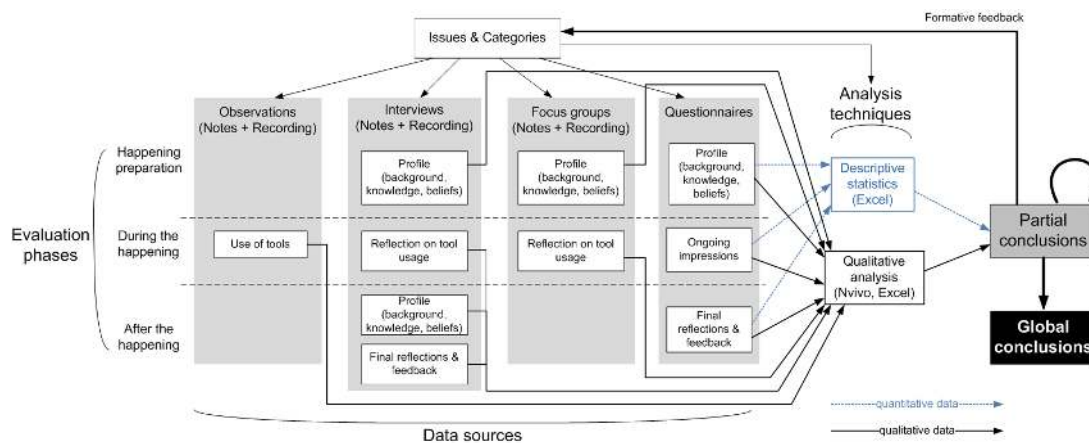 Formative feedback
Issues & Categories
Analysis
techniques
Observations
(Notes + Recording)
Interviews
(Notes + Recording)
Focus groups
(Notes + Recording)
Questionnaires
Happening
preparation
Profile
(background,
knowledge,
beliefs)
Profile
(background,
knowledge, beliefs)
Profile
(background,
knowledge,
beliefs)
Descriptive
statistics
(Excel)
Evaluation
phases
During the
happening
Use of tools
Reflection on tool
usage
Reflection on tool
usage
Ongoing
impressions
Qualitative
analysis
(Nvivo, Excel)
Partial
conclusions
After the
happening
Profile
(background,
knowledge, beliefs)
Final reflections &
feedback
Final
reflections &
feedback
Global
conclusions
quantitative data
qualitative data
Data sources